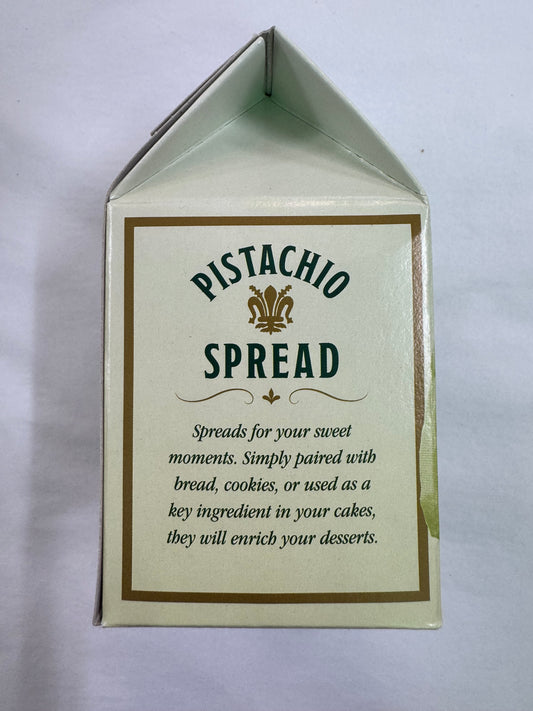 PISTACHIO
SPREAD
Spreads for your sweet
moments. Simply paired with
bread, cookies, or used as a
key ingredient in your cakes,
they will enrich your desserts.